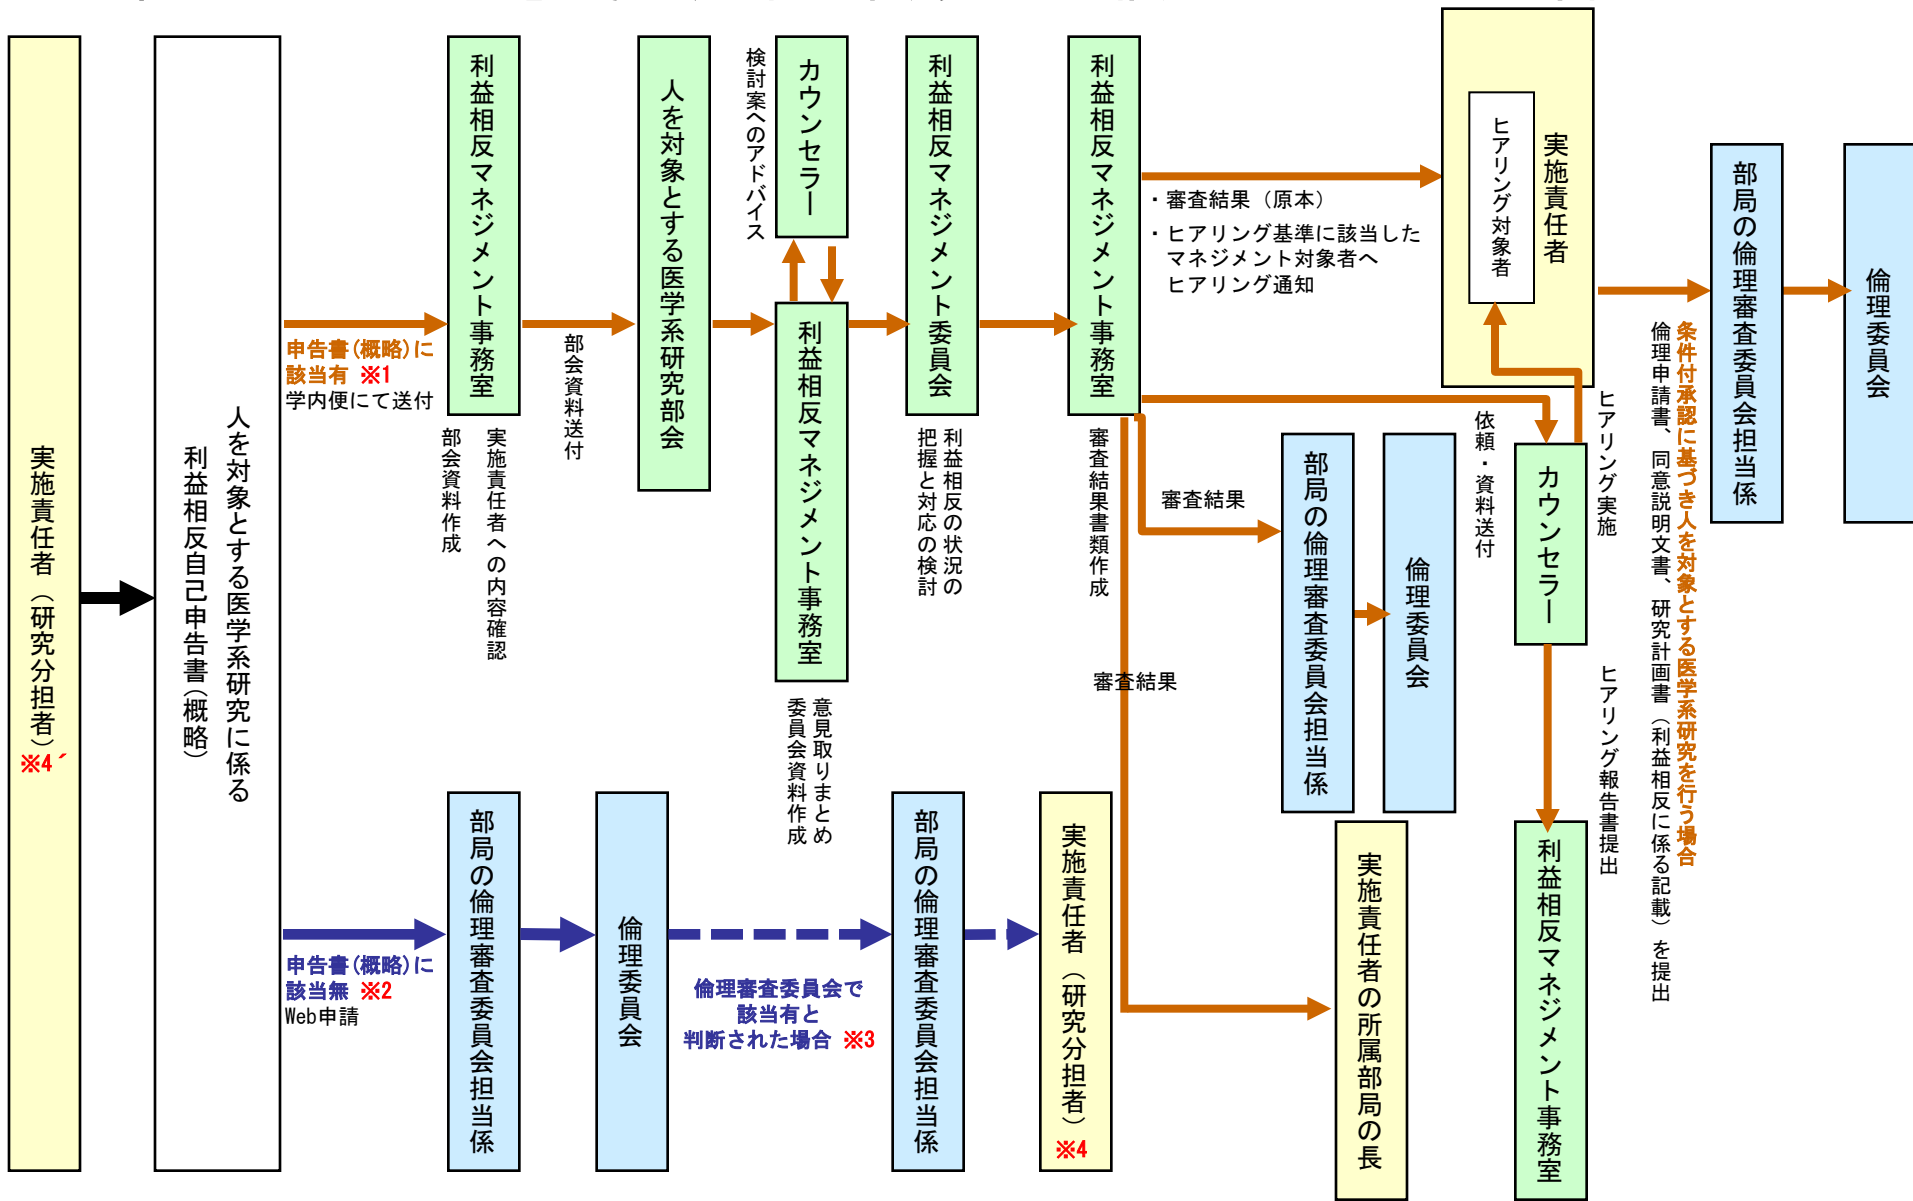 実施責任者（研究分担者）※4´
人を対象とする医学系研究に係る
利益相反自己申告書(概略)
申告書(概略)に
該当有 ※1
学内便にて送付
利益相反マネジメント事務室
実施責任者への内容確認
部会資料作成
部会資料送付
人を対象とする医学系研究部会
検討案へのアドバイス
カウンセラー
利益相反マネジメント事務室
意見取りまとめ
委員会資料作成
利益相反マネジメント委員会
利益相反の状況の
把握と対応の検討
利益相反マネジメント事務室
審査結果書類作成
・審査結果（原本）
・ヒアリング基準に該当した
マネジメント対象者へ
ヒアリング通知
実施責任者
ヒアリング対象者
審査結果
部局の倫理審査委員会担当係
倫理委員会
審査結果
実施責任者の所属部局の長
依頼・資料送付
カウンセラー
ヒアリング実施
ヒアリング報告書提出
利益相反マネジメント事務室
条件付承認に基づき人を対象とする医学系研究を行う場合
倫理申請書、同意説明文書、研究計画書（利益相反に係る記載）を提出
部局の倫理審査委員会担当係
倫理委員会
申告書(概略)に
該当無 ※2
Web申請
部局の倫理審査委員会担当係
倫理委員会
倫理審査委員会で
該当有と
判断された場合 ※3
部局の倫理審査委員会担当係
実施責任者（研究分担者）
※4